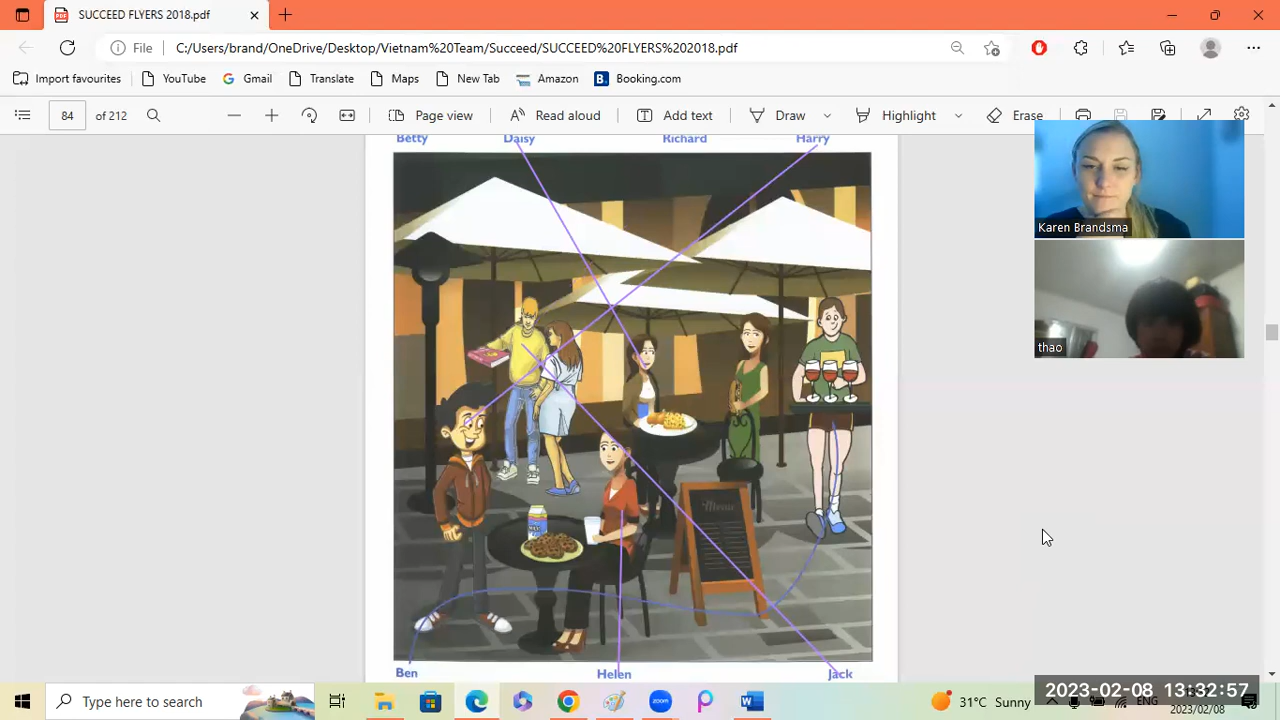 SUCCEED FLYERS 2018.pdf
File
C:/Users/brand/OneDrive/Desktop/Vietnam%20Team/Succeed/SUCCEED%20FLYERS%202018.pdf
Import favourites
YouTube
Gmail
Translate
Maps
New Tab
Amazon
Booking.com
84 of 212
Page view
Read aloud
Add text
Draw
Highlight
Erase
Betty
Daisy
Richard
Harry
Karen Brandsma
thao
Menu
Ben
Helen
Jack
Type here to search
31°C Sunny
ENG
2023-02-08 13:32:57
2023/02/08